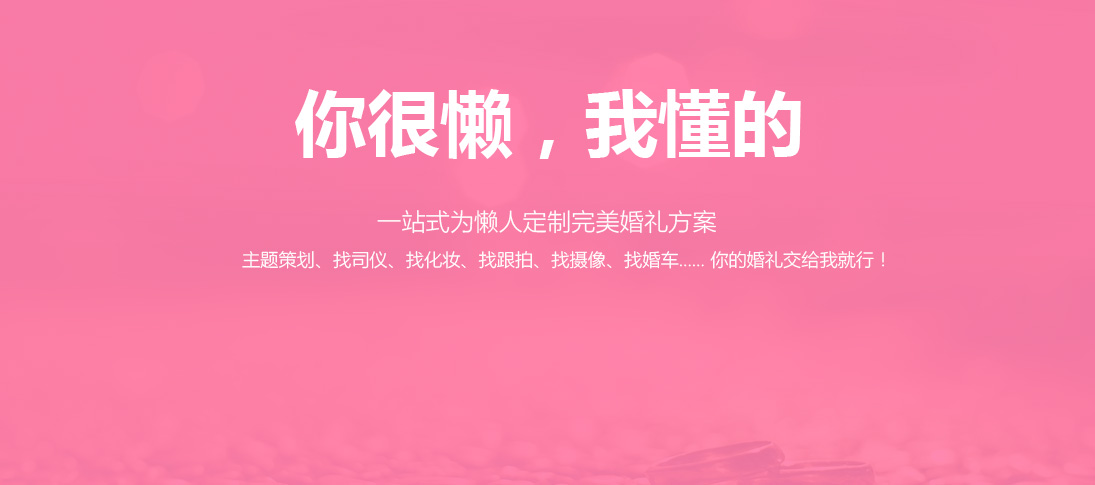 你很懒，我懂的
一站式为懒人定制完美婚礼方案
主题策划、找司仪、找化妆、找跟拍、找摄像、找婚车...... 你的婚礼交给我就行！